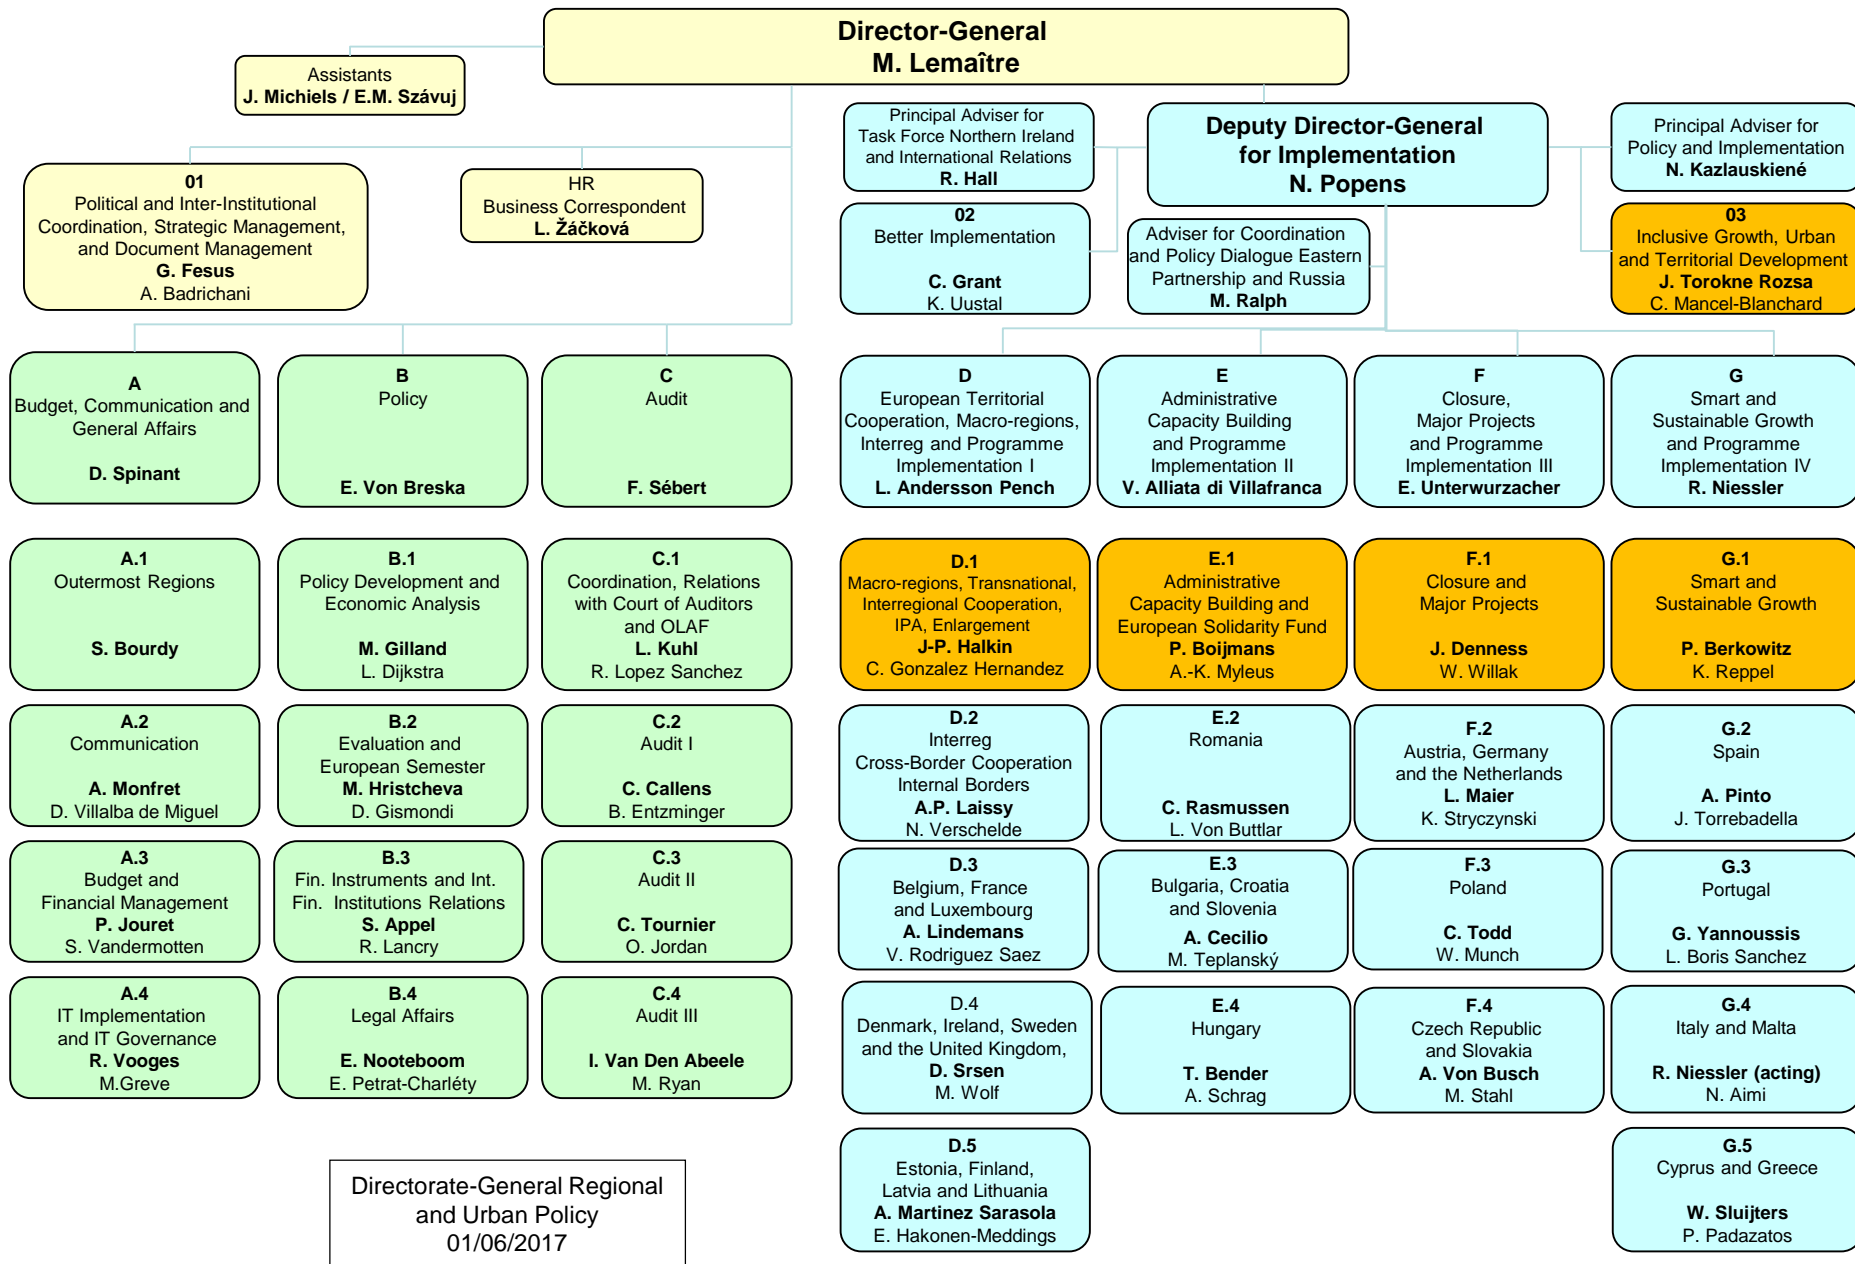 Director-General
M. Lemaître
Assistants
J. Michiels / E.M. Szávuj
Principal Adviser for
Task Force Northern Ireland
and International Relations
R. Hall
Deputy Director-General
for Implementation
N. Popens
Principal Adviser for
Policy and Implementation
N. Kazlauskiené
01
Political and Inter-Institutional
Coordination, Strategic Management,
and Document Management
G. Fesus
A. Badrichani
HR
Business Correspondent
L. Žáčková
02
Better Implementation
C. Grant
K. Uustal
Adviser for Coordination
and Policy Dialogue Eastern
Partnership and Russia
M. Ralph
03
Inclusive Growth, Urban
and Territorial Development
J. Torokne Rozsa
C. Mancel-Blanchard
A
Budget, Communication and
General Affairs
D. Spinant
B
Policy
E. Von Breska
C
Audit
F. Sébert
D
European Territorial
Cooperation, Macro-regions,
Interreg and Programme
Implementation I
L. Andersson Pench
E
Administrative
Capacity Building
and Programme
Implementation II
V. Alliata di Villafranca
F
Closure,
Major Projects
and Programme
Implementation III
E. Unterwurzacher
G
Smart and
Sustainable Growth
and Programme
Implementation IV
R. Niessler
A.1
Outermost Regions
S. Bourdy
B.1
Policy Development and
Economic Analysis
M. Gilland
L. Dijkstra
C.1
Coordination, Relations
with Court of Auditors
and OLAF
L. Kuhl
R. Lopez Sanchez
D.1
Macro-regions, Transnational,
Interregional Cooperation,
IPA, Enlargement
J-P. Halkin
C. Gonzalez Hernandez
E.1
Administrative
Capacity Building and
European Solidarity Fund
P. Boijmans
A.-K. Myleus
F.1
Closure and
Major Projects
J. Denness
W. Willak
G.1
Smart and
Sustainable Growth
P. Berkowitz
K. Reppel
A.2
Communication
A. Monfret
D. Villalba de Miguel
B.2
Evaluation and
European Semester
M. Hristcheva
D. Gismondi
C.2
Audit I
C. Callens
B. Entzminger
D.2
Interreg
Cross-Border Cooperation
Internal Borders
A.P. Laissy
N. Verschelde
E.2
Romania
C. Rasmussen
L. Von Buttlar
F.2
Austria, Germany
and the Netherlands
L. Maier
K. Stryczynski
G.2
Spain
A. Pinto
J. Torrebadella
A.3
Budget and
Financial Management
P. Jouret
S. Vandermotten
B.3
Fin. Instruments and Int.
Fin. Institutions Relations
S. Appel
R. Lancry
C.3
Audit II
C. Tournier
O. Jordan
D.3
Belgium, France
and Luxembourg
A. Lindemans
V. Rodriguez Saez
E.3
Bulgaria, Croatia
and Slovenia
A. Cecilio
M. Teplanský
F.3
Poland
C. Todd
W. Munch
G.3
Portugal
G. Yannoussis
L. Boris Sanchez
A.4
IT Implementation
and IT Governance
R. Vooges
M.Greve
B.4
Legal Affairs
E. Nooteboom
E. Petrat-Charléty
C.4
Audit III
I. Van Den Abeele
M. Ryan
D.4
Denmark, Ireland, Sweden
and the United Kingdom,
D. Srsen
M. Wolf
E.4
Hungary
T. Bender
A. Schrag
F.4
Czech Republic
and Slovakia
A. Von Busch
M. Stahl
G.4
Italy and Malta
R. Niessler (acting)
N. Aimi
D.5
Estonia, Finland,
Latvia and Lithuania
A. Martinez Sarasola
E. Hakonen-Meddings
G.5
Cyprus and Greece
W. Sluijters
P. Padazatos
Directorate-General Regional
and Urban Policy
01/06/2017